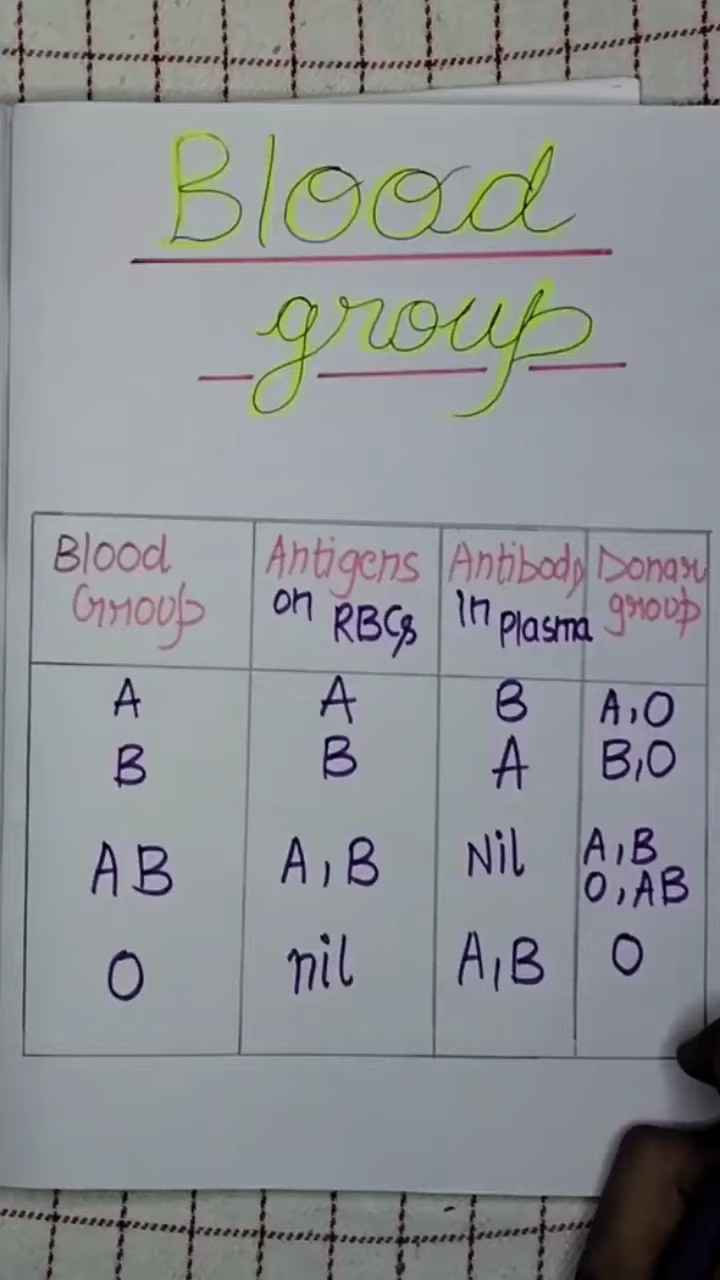 Blood
group
Blood Group Antigens on RBCs Antibody in plasma Donar group
A A B A,O
B B A B,O
AB A,B Nil A,B O,AB
O nil A,B O